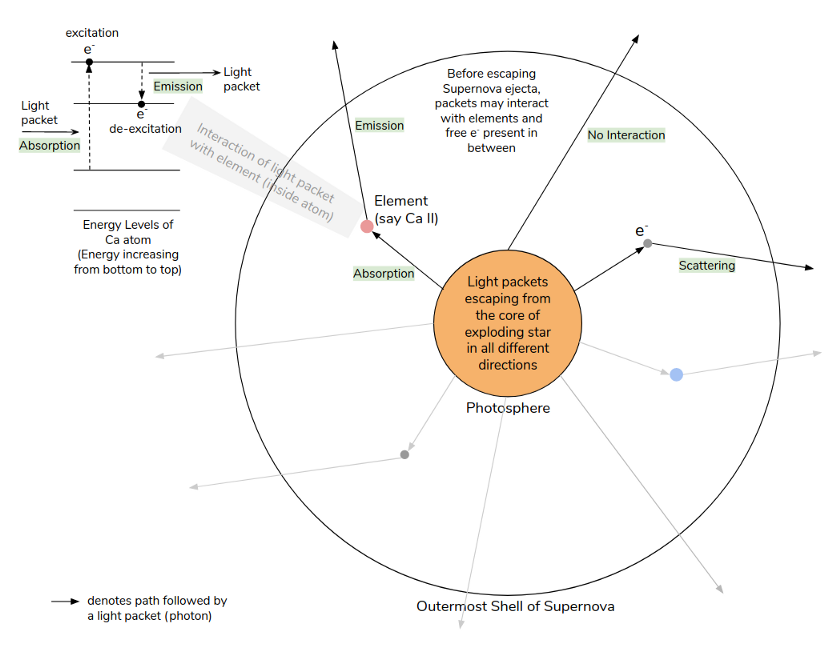 excitation
e-
Light
packet
Emission
Light
packet
Absorption
e-
de-excitation
Energy Levels of
Ca atom
(Energy increasing
from bottom to top)
Interaction of light packet
with element (inside atom)
Before escaping
Supernova ejecta,
packets may interact
with elements and
free e- present in
between
Emission
No Interaction
Element
(say Ca II)
Absorption
e-
Scattering
Light packets
escaping from
the core of
exploding star
in all different
directions
Photosphere
Outermost Shell of Supernova
denotes path followed by
a light packet (photon)